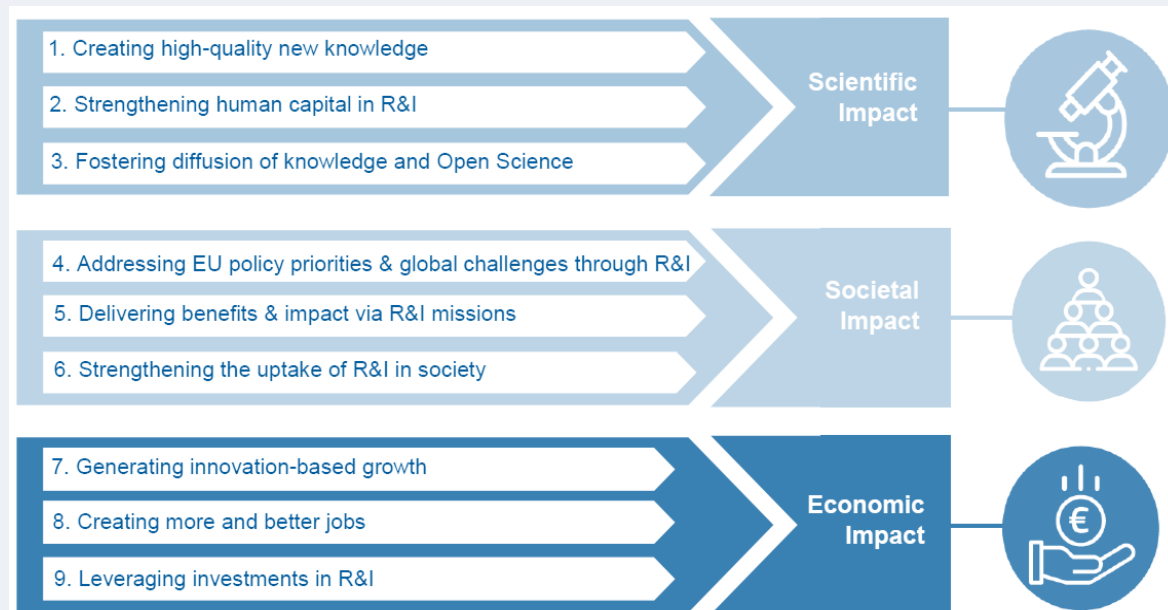 1. Creating high-quality new knowledge
2. Strengthening human capital in R&I
3. Fostering diffusion of knowledge and Open Science
Scientific
Impact
4. Addressing EU policy priorities & global challenges through R&I
5. Delivering benefits & impact via R&I missions
6. Strengthening the uptake of R&I in society
Societal
Impact
7. Generating innovation-based growth
8. Creating more and better jobs
9. Leveraging investments in R&I
Economic
Impact
€